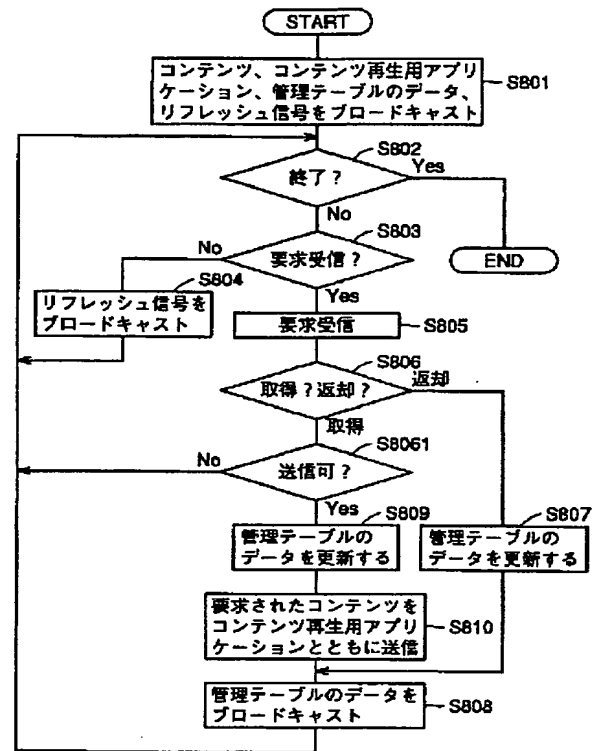 START
コンテンツ、コンテンツ再生用アプリ
ケーション、管理テーブルのデータ、
リフレッシュ信号をブロードキャスト
S801
S802
終了?
Yes
No
END
S803
要求受信?
No
Yes
S804
リフレッシュ信号を
ブロードキャスト
要求受信
S805
S806
取得?返却?
返却
取得
S8061
送信可?
No
Yes
S809
管理テーブルの
データを更新する
S807
管理テーブルの
データを更新する
要求されたコンテンツを
コンテンツ再生用アプリ
ケーションとともに送信
S810
管理テーブルのデータを
ブロードキャスト
S808